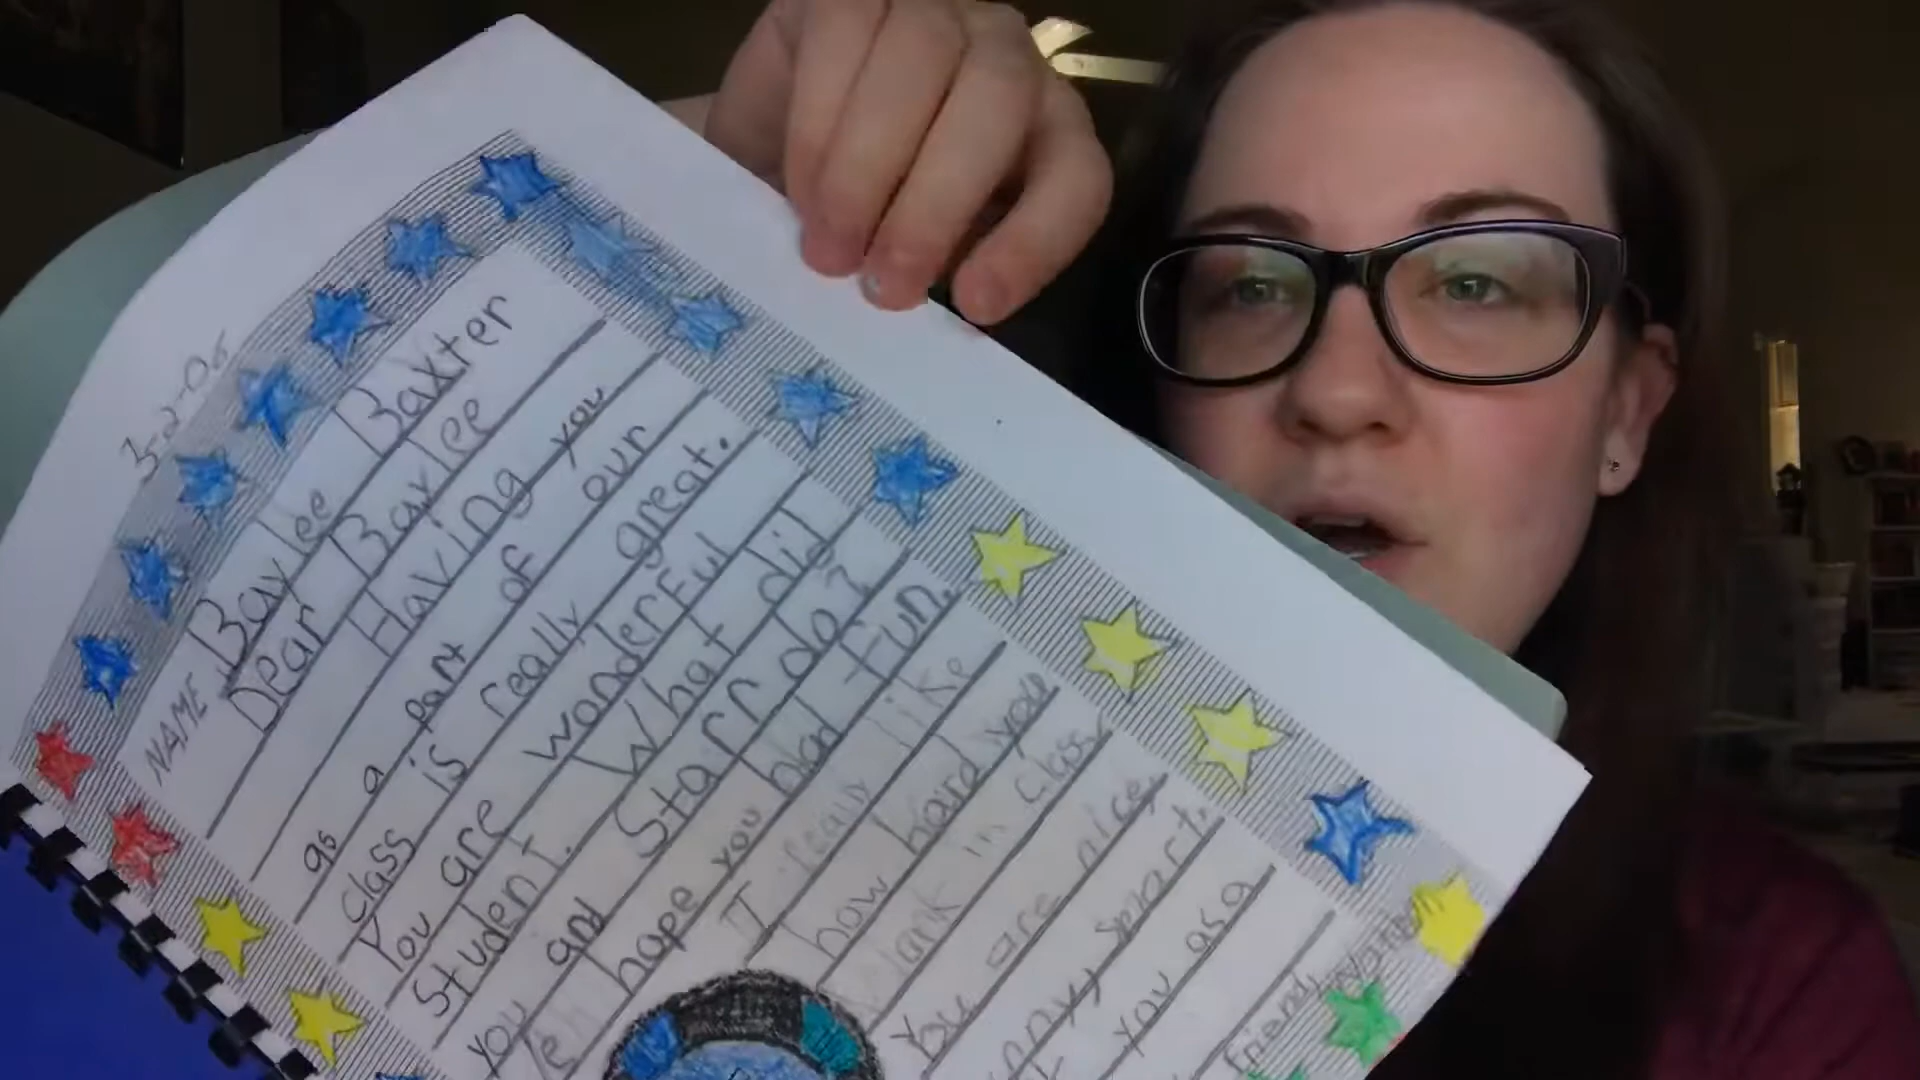 3-2-06
NAME Baylee Baxter
Dear Baylee
Having you
as a part of our
class is really great.
You are wonderful
Student. What did
you and Starr do?
hope you had fun.
I really like
how hard you
work in class.
You are nice,
smart.
you as a
friend,